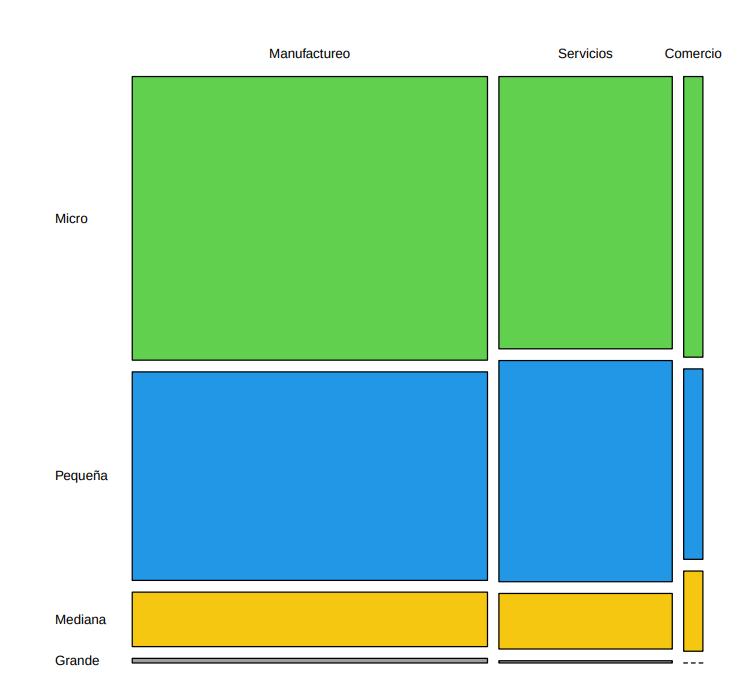 Manufactureo Servicios Comercio
Micro
Pequeña
Mediana
Grande